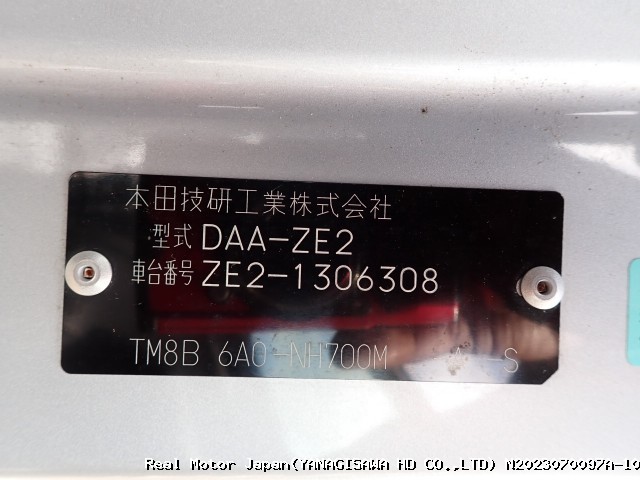 本田技研工業株式会社
型式 DAA-ZE2
車台番号 ZE2-1306308
TM8B 6A0-NH700M A S
Real Motor Japan(YANAGISAWA HD CO.,LTD) N2023070097A-10